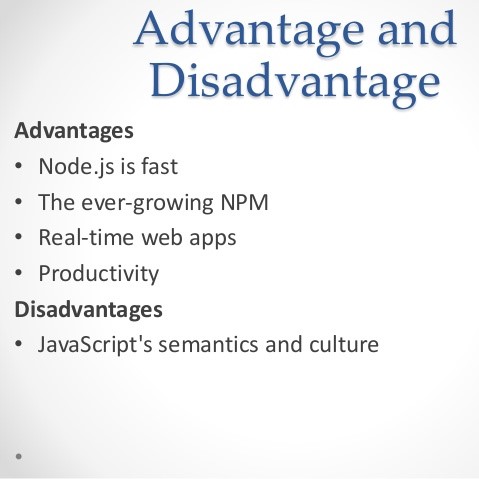 Advantage and
Disadvantage
Advantages
• Node.js is fast
• The ever-growing NPM
• Real-time web apps
• Productivity
Disadvantages
• JavaScript's semantics and culture